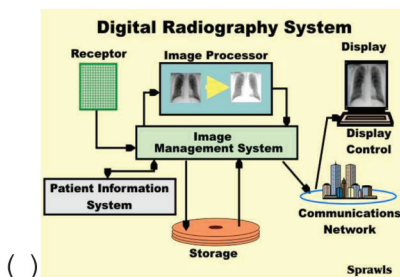 Digital Radiography System
Receptor
Image Processor
Display
Image
Management System
Display
Control
Patient Information
System
Communications
Network
Storage
( )
Sprawls